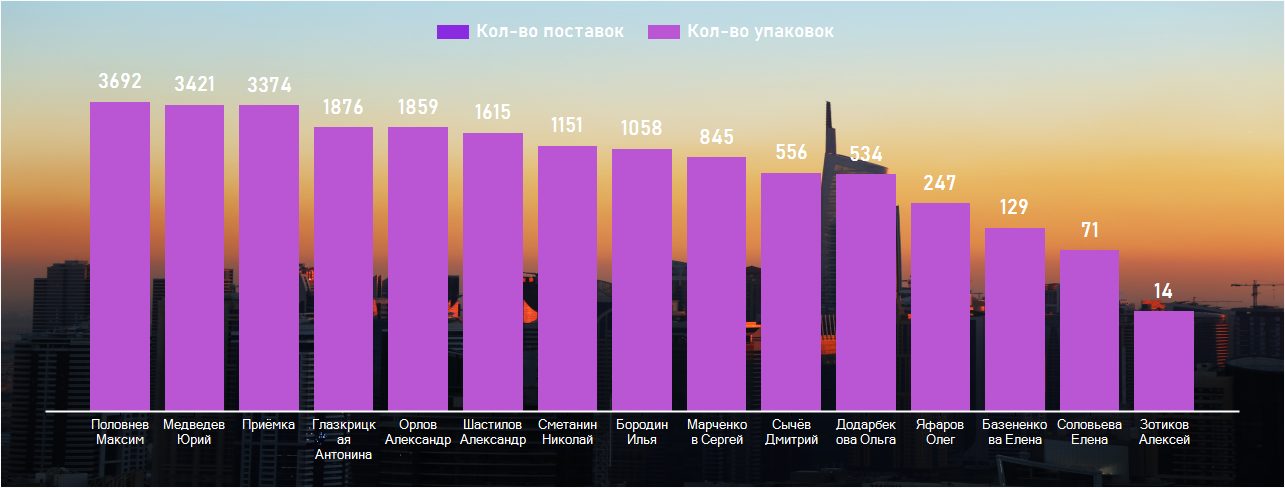 Кол-во поставок Кол-во упаковок
3692 3421 3374 1876 1859 1615 1151 1058 845 556 534 247 129 71 14
Половнев Медведев Приёмка Глазкрицк Орлов Шастилов Сметанин Бородин Марченко Сычёв Додарбек Яфаров Базененко Соловьева Зотиков
Максим Юрий ая Александр Александр Николай Илья в Сергей Дмитрий ова Ольга Олег ва Елена Елена Алексей
Антонина